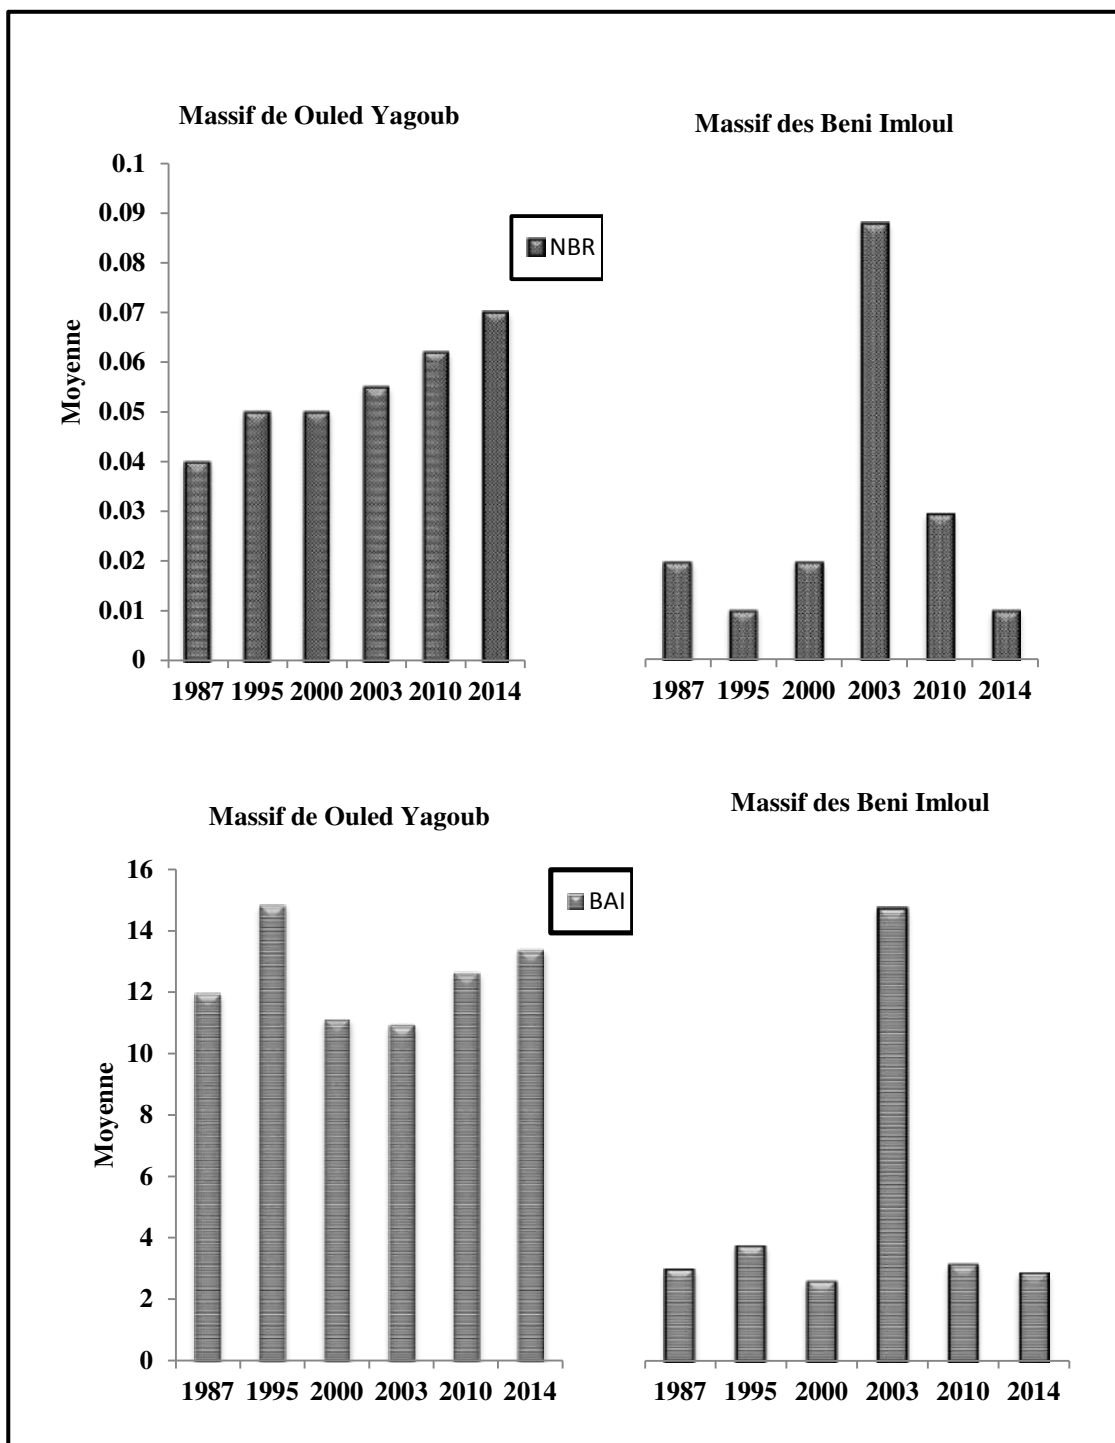 Massif de Ouled Yagoub
Moyenne
0.1
0.09
0.08
0.07
0.06
0.05
0.04
0.03
0.02
0.01
0
1987 1995 2000 2003 2010 2014
NBR
Massif des Beni Imloul
1987 1995 2000 2003 2010 2014
Massif de Ouled Yagoub
Moyenne
16
14
12
10
8
6
4
2
0
1987 1995 2000 2003 2010 2014
BAI
Massif des Beni Imloul
1987 1995 2000 2003 2010 2014